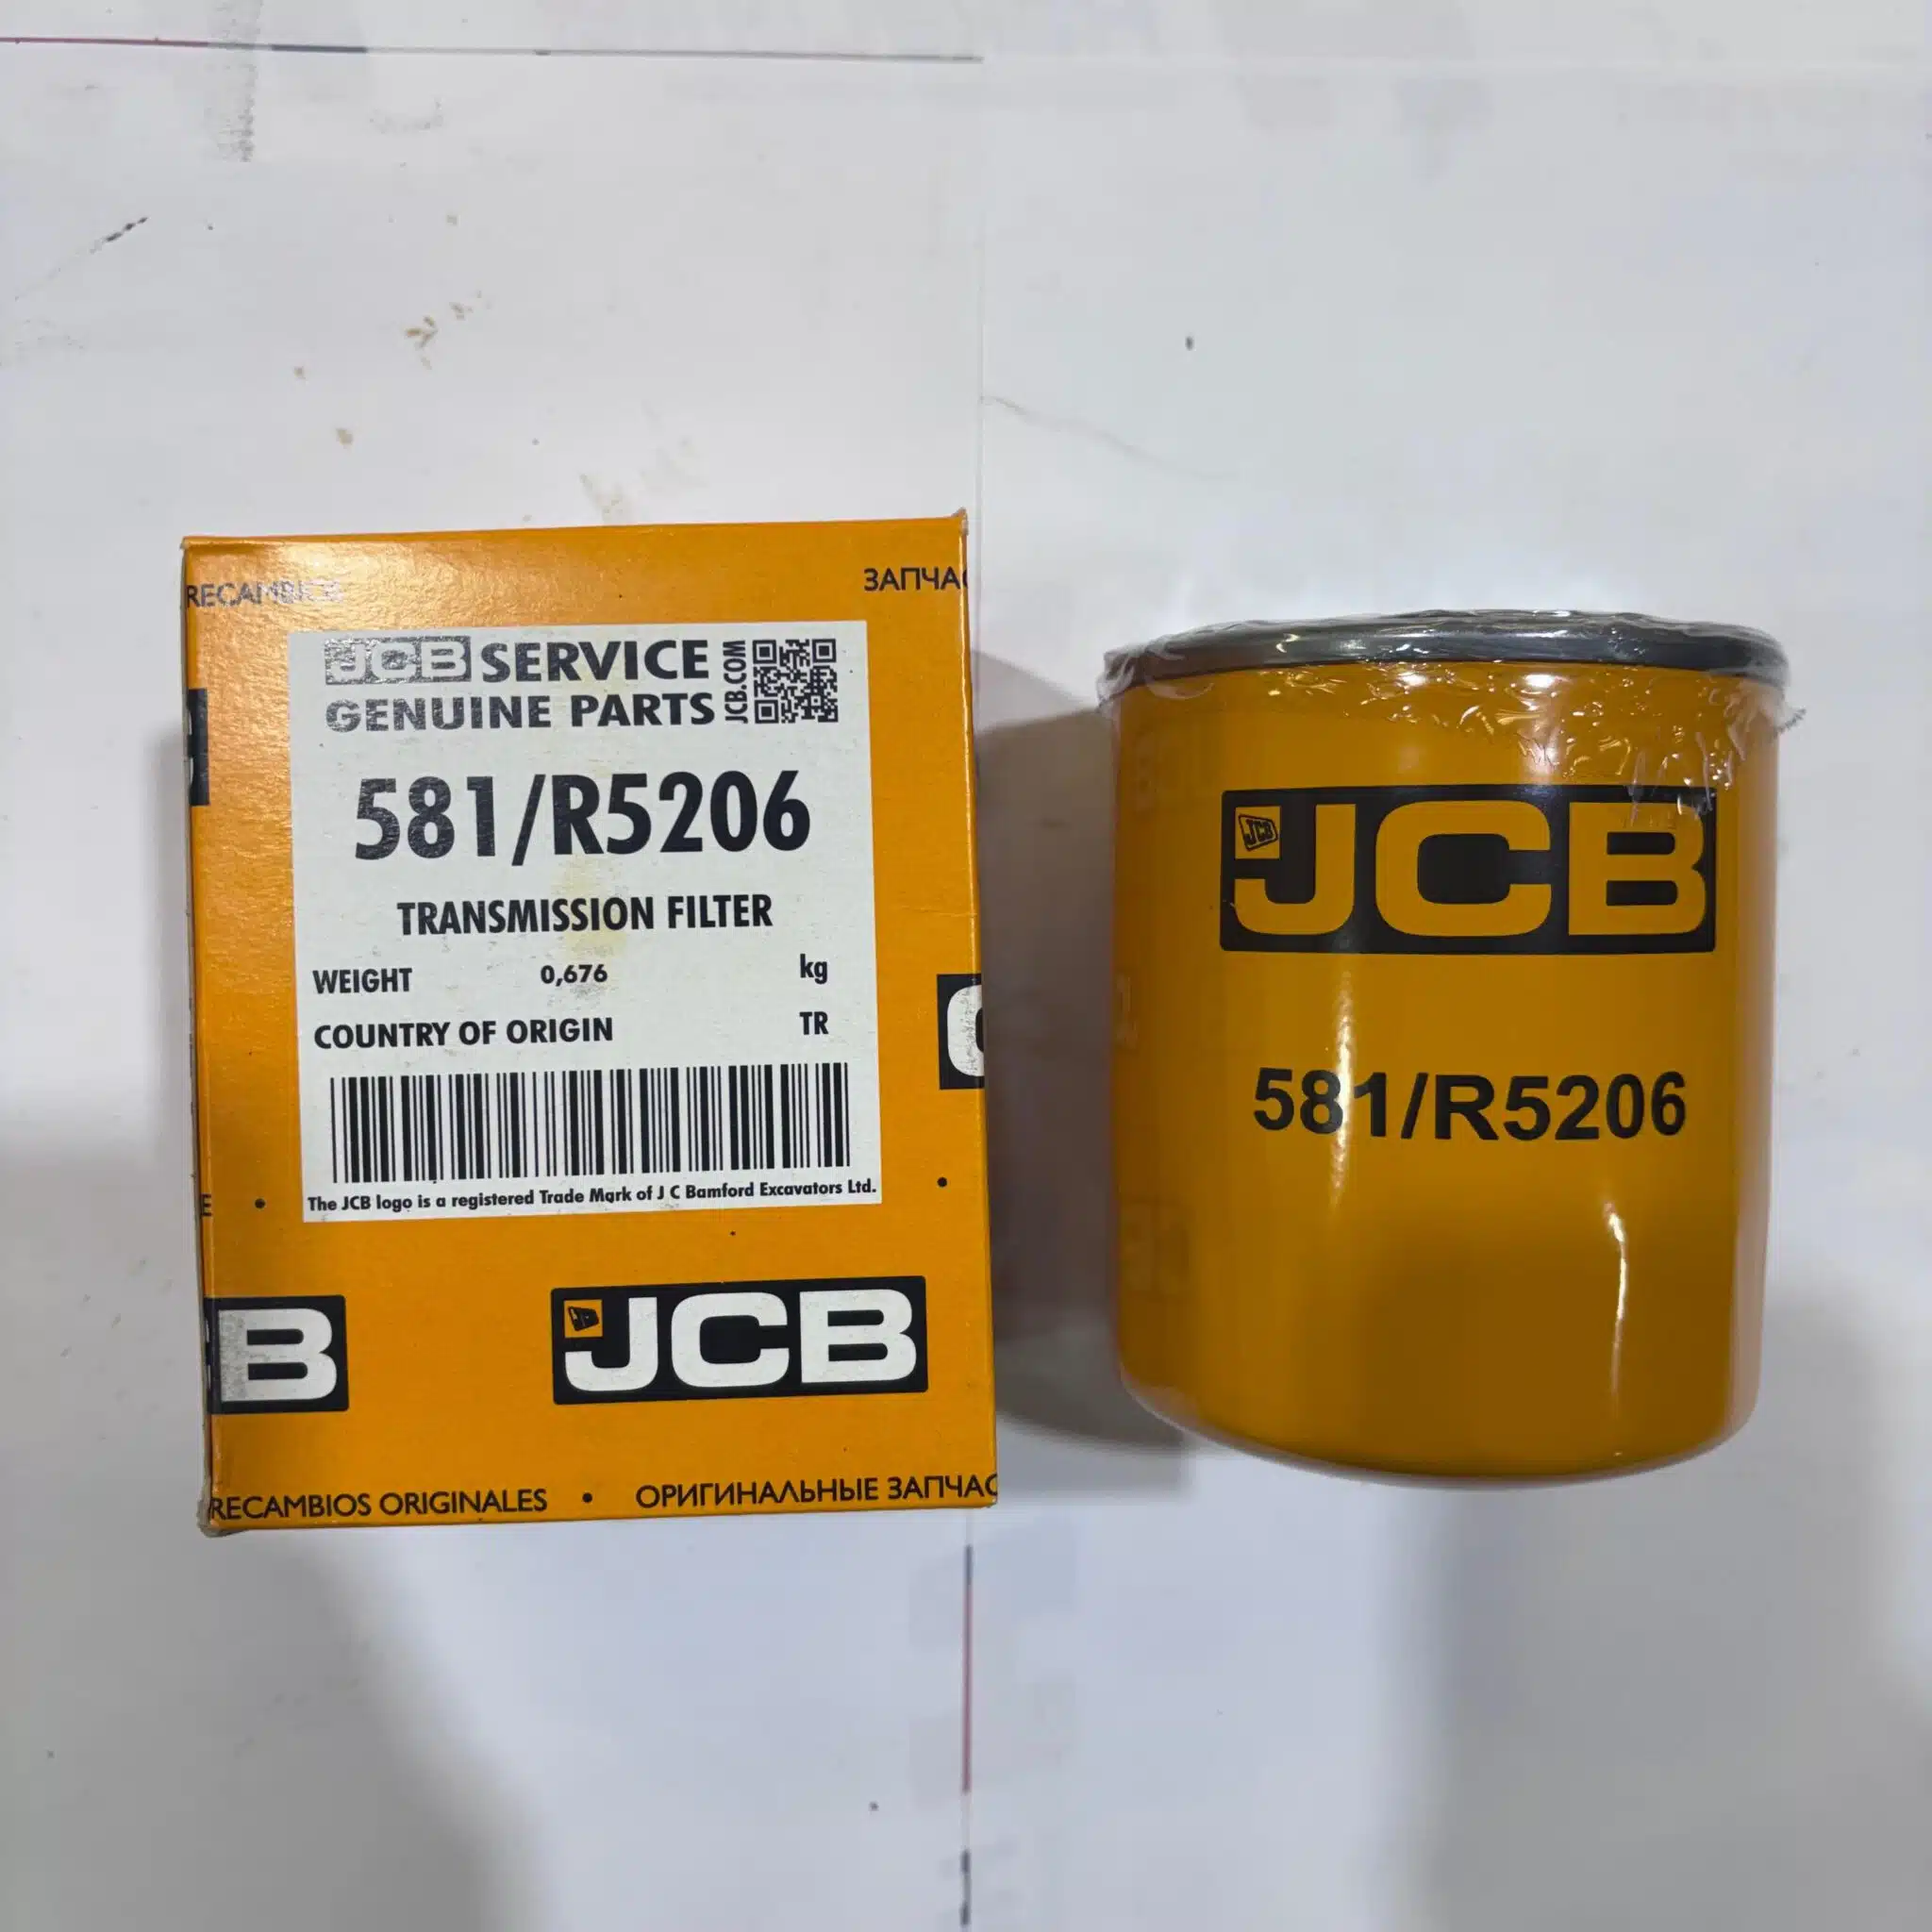 RECAMBIOS
ЗАПЧАС
JCB SERVICE
GENUINE PARTS
JCB.COM
581/R5206
TRANSMISSION FILTER
WEIGHT 0,676 kg
COUNTRY OF ORIGIN TR
The JCB logo is a registered Trade Mark of J C Bamford Excavators Ltd.
E •
B
JCB
RECAMBIOS ORIGINALES • ОРИГИНАЛЬНЫЕ ЗАПЧАС
JCB
581/R5206